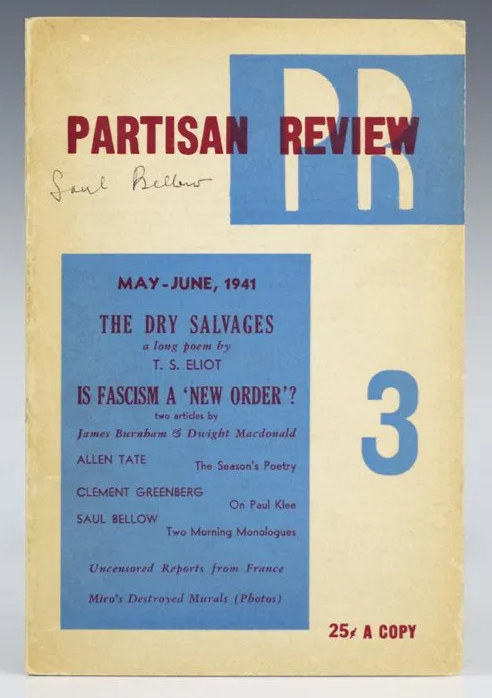 PR
PARTISAN REVIEW
Saul Bellow
MAY-JUNE, 1941
THE DRY SALVAGES
a long poem by
T. S. ELIOT
IS FASCISM A 'NEW ORDER'?
two articles by
James Burnham & Dwight Macdonald
ALLEN TATE
The Season's Poetry
CLEMENT GREENBERG
On Paul Klee
SAUL BELLOW
Two Morning Monologues
Uncensored Reports from France
Miro's Destroyed Murals (Photos)
3
25¢ A COPY